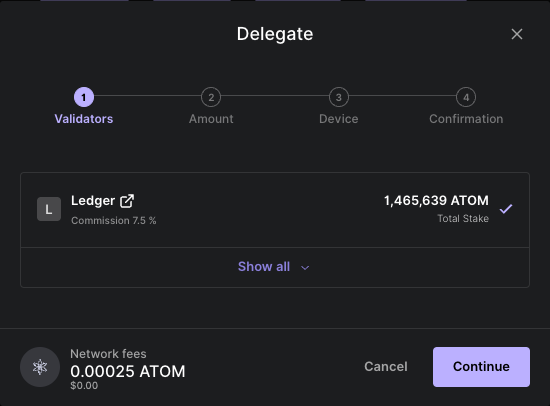 Delegate
1
2
3
4
Validators
Amount
Device
Confirmation
L
Ledger
1,465,639 ATOM
Commission 7.5 %
Total Stake
Show all
Network fees
0.00025 ATOM
$0.00
Cancel
Continue